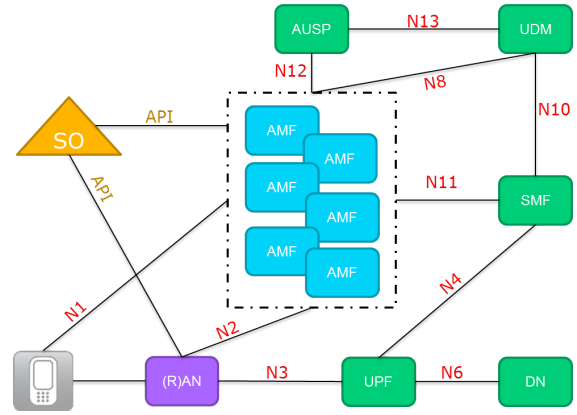 AUSP
N13
UDM
N12
N8
API
SO
AMF
AMF
N10
API
AMF
N11
SMF
AMF
AMF
AMF
N4
N1
N2
(R)AN
N3
UPF
N6
DN